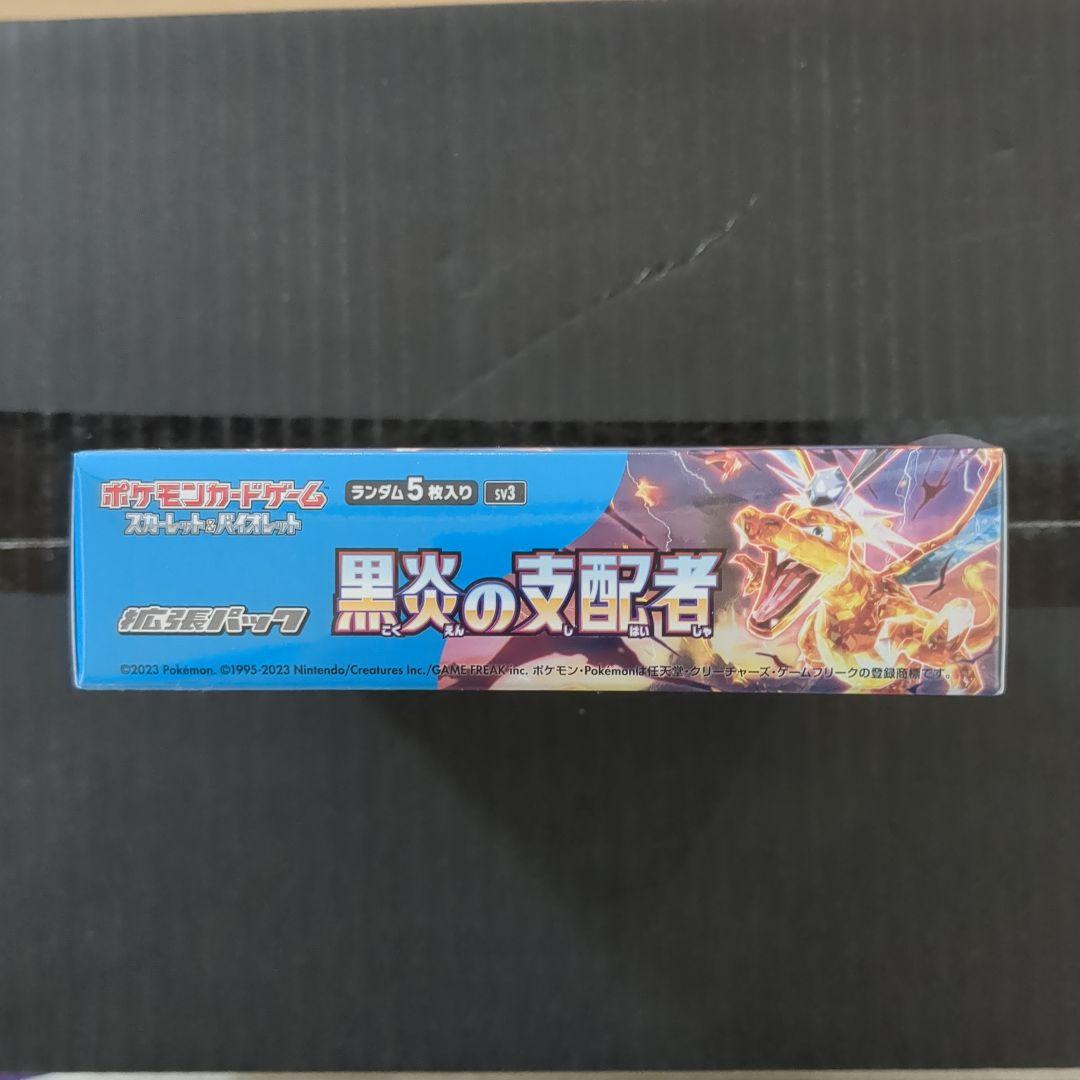 ポケモンカードゲーム™
スカーレット&バイオレット
ランダム5枚入り
SV3
黒炎の支配者
こくえんのしはいしゃ
拡張パック
©2023 Pokémon. ©1995-2023 Nintendo/Creatures Inc./GAME FREAK inc. ポケモン・Pokémonは任天堂・クリーチャーズ・ゲームフリークの登録商標です。